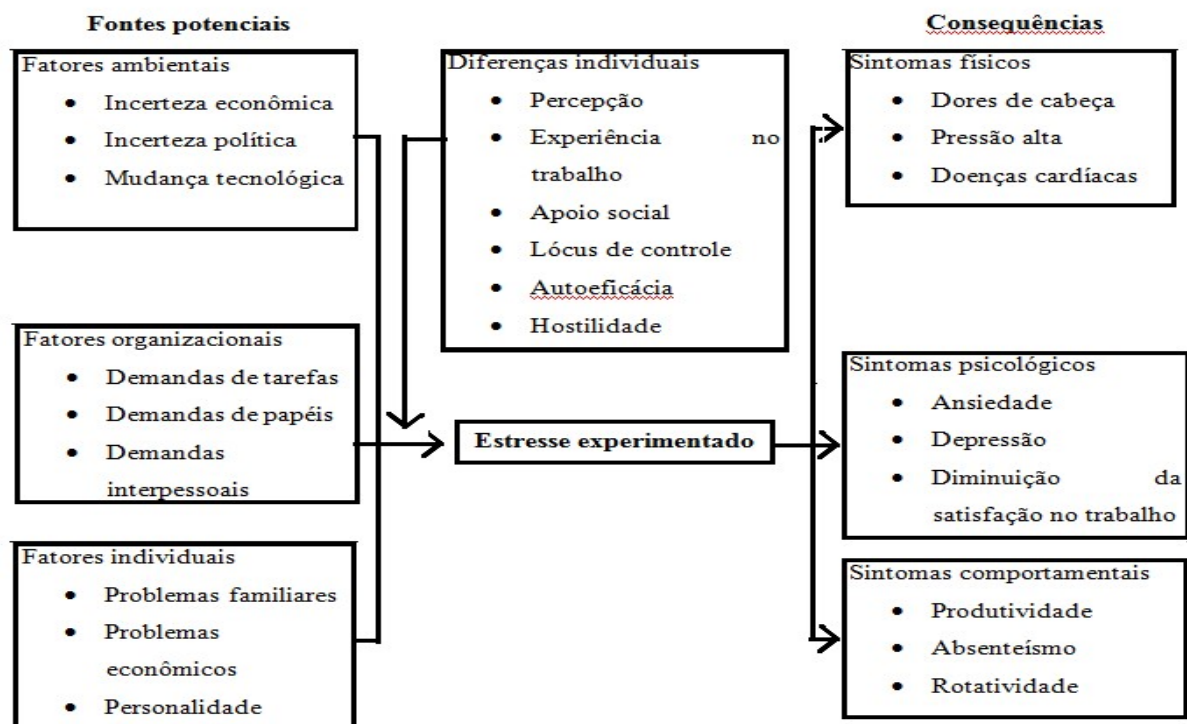 Fontes potenciais
Fatores ambientais
• Incerteza econômica
• Incerteza política
• Mudança tecnológica
Fatores organizacionais
• Demandas de tarefas
• Demandas de papéis
• Demandas
interpessoais
Fatores individuais
• Problemas familiares
• Problemas
econômicos
• Personalidade
Diferenças individuais
• Percepção
• Experiência no
trabalho
• Apoio social
• Lócus de controle
• Autoeficácia
• Hostilidade
Estresse experimentado
Consequências
Sintomas físicos
• Dores de cabeça
• Pressão alta
• Doenças cardíacas
Sintomas psicológicos
• Ansiedade
• Depressão
• Diminuição da
satisfação no trabalho
Sintomas comportamentais
• Produtividade
• Absenteísmo
• Rotatividade